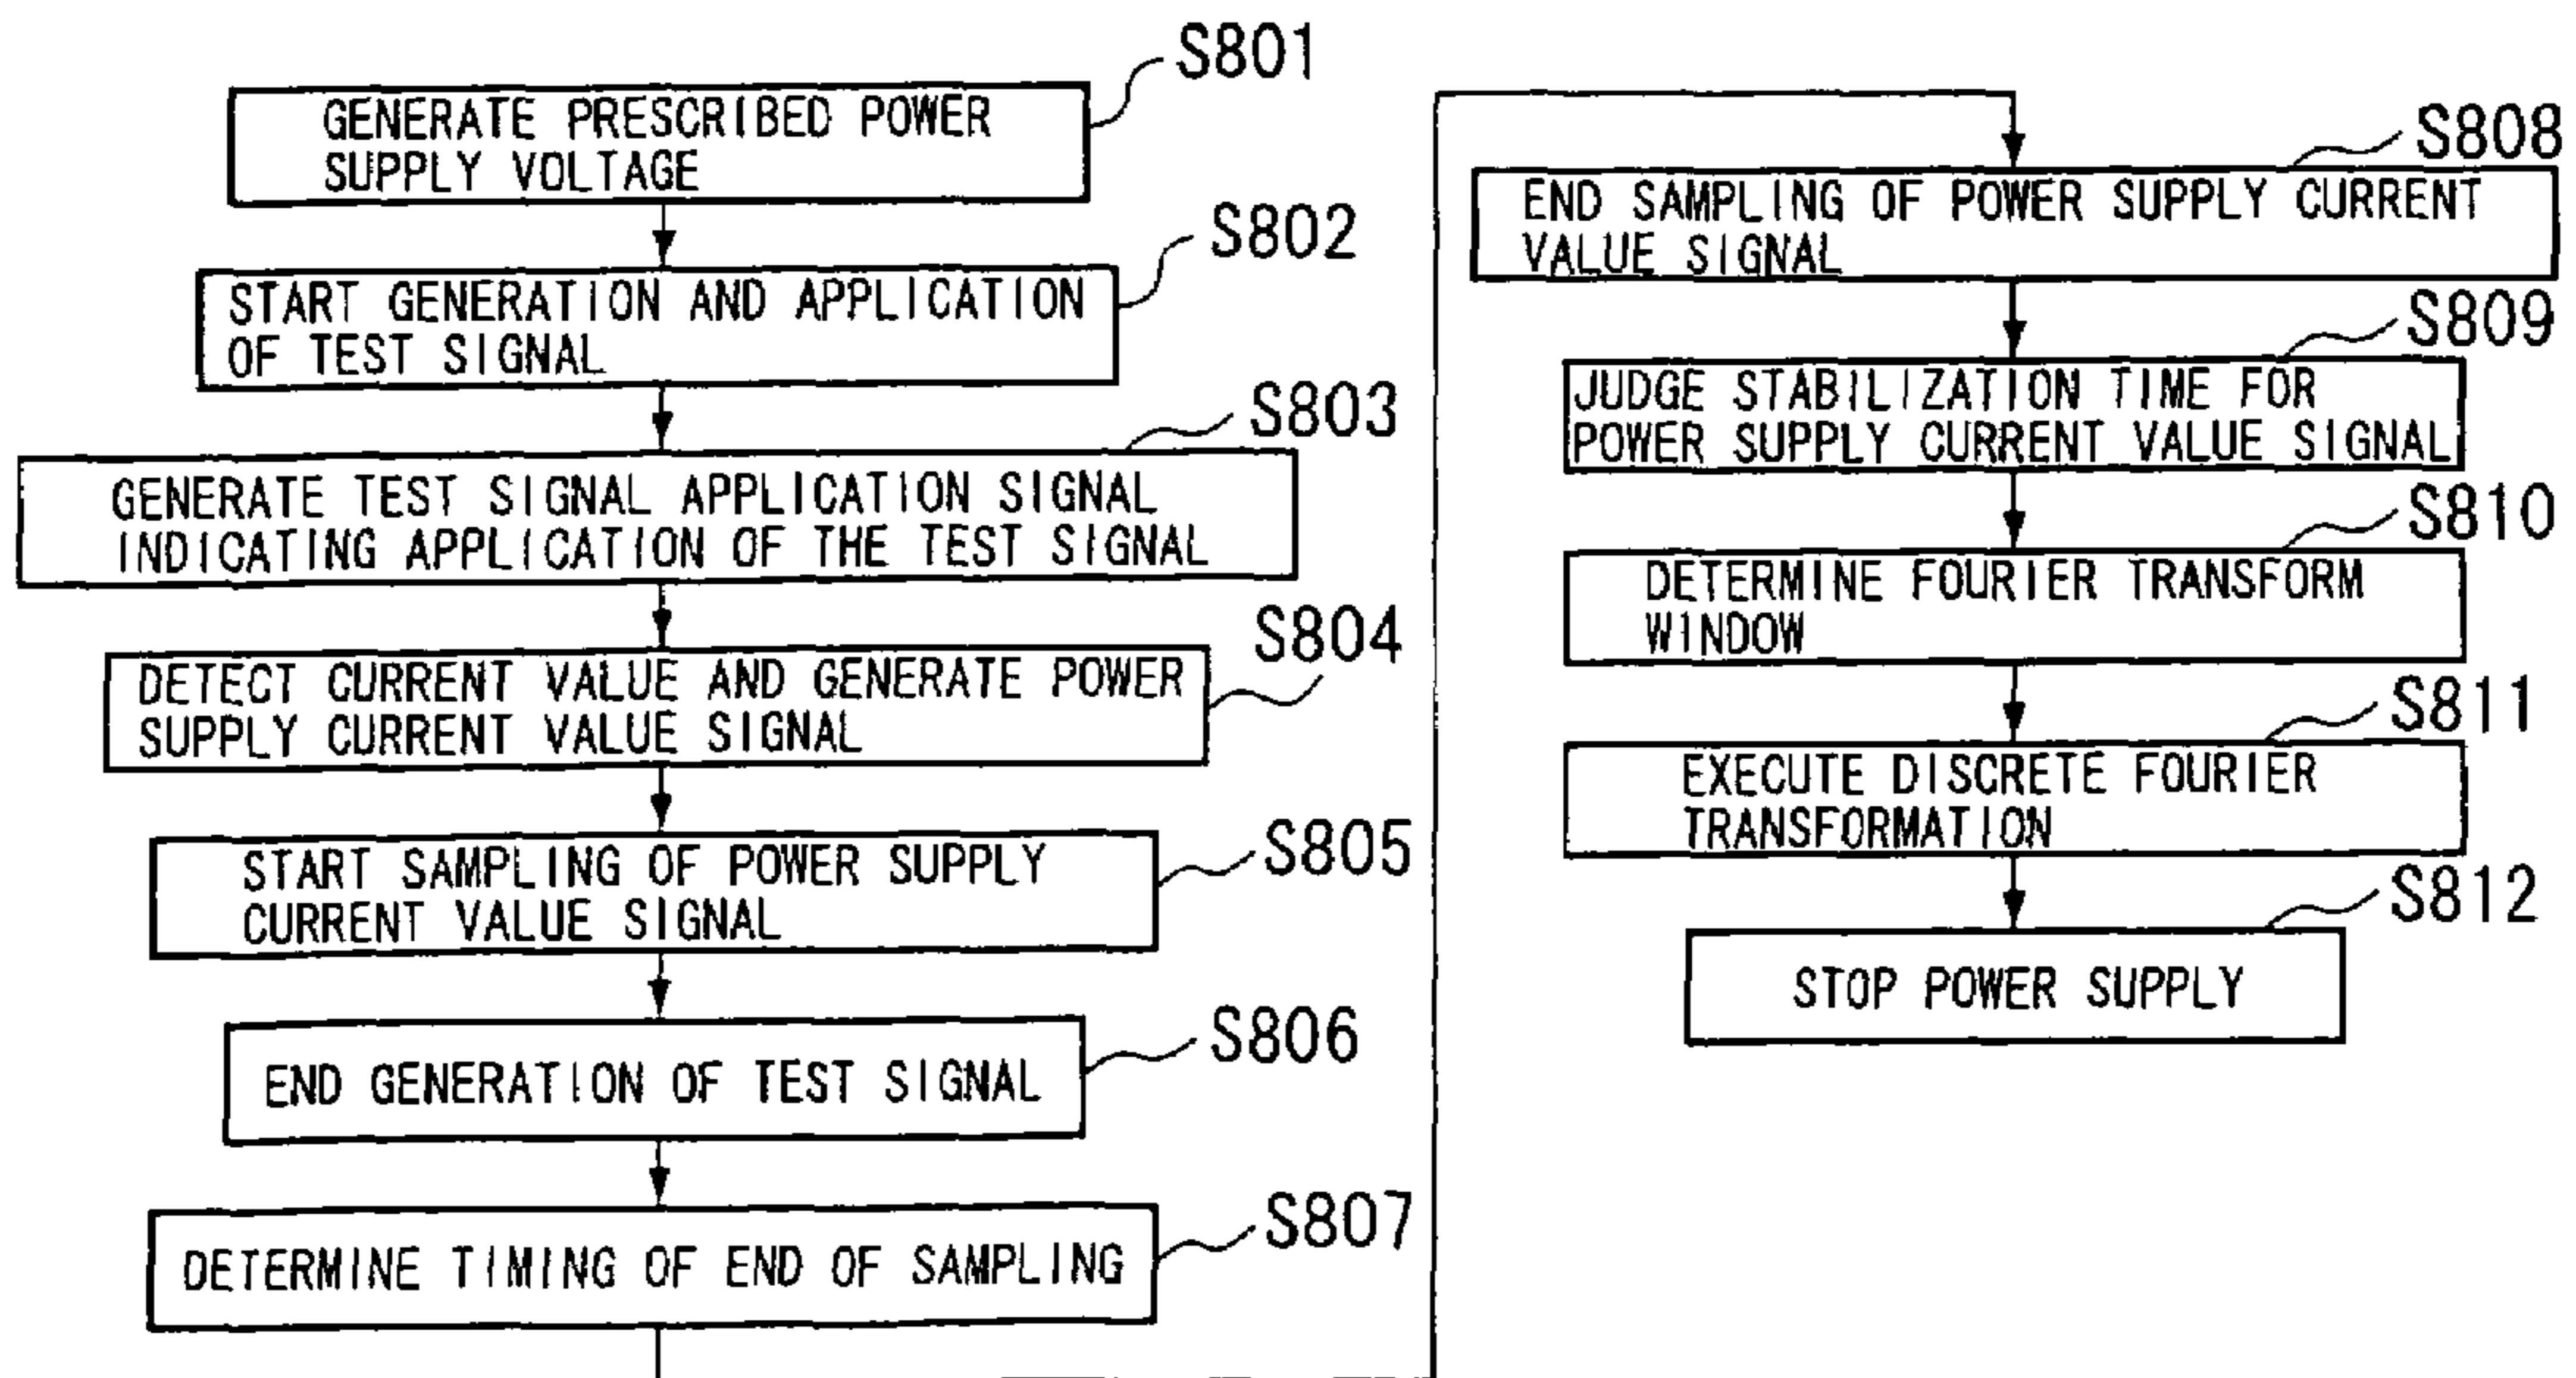 S801
GENERATE PRESCRIBED POWER
SUPPLY VOLTAGE
S802
START GENERATION AND APPLICATION
OF TEST SIGNAL
S803
GENERATE TEST SIGNAL APPLICATION SIGNAL
INDICATING APPLICATION OF THE TEST SIGNAL
S804
DETECT CURRENT VALUE AND GENERATE POWER
SUPPLY CURRENT VALUE SIGNAL
S805
START SAMPLING OF POWER SUPPLY
CURRENT VALUE SIGNAL
S806
END GENERATION OF TEST SIGNAL
S807
DETERMINE TIMING OF END OF SAMPLING
S808
END SAMPLING OF POWER SUPPLY CURRENT
VALUE SIGNAL
S809
JUDGE STABILIZATION TIME FOR
POWER SUPPLY CURRENT VALUE SIGNAL
S810
DETERMINE FOURIER TRANSFORM
WINDOW
S811
EXECUTE DISCRETE FOURIER
TRANSFORMATION
S812
STOP POWER SUPPLY